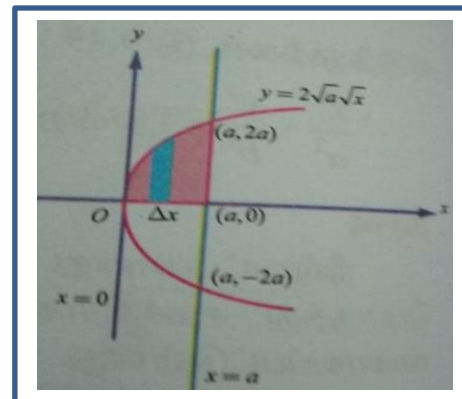 y
y = 2√a√x
(a, 2a)
x
O
Δx
(a, 0)
(a, −2a)
x = 0
x = a